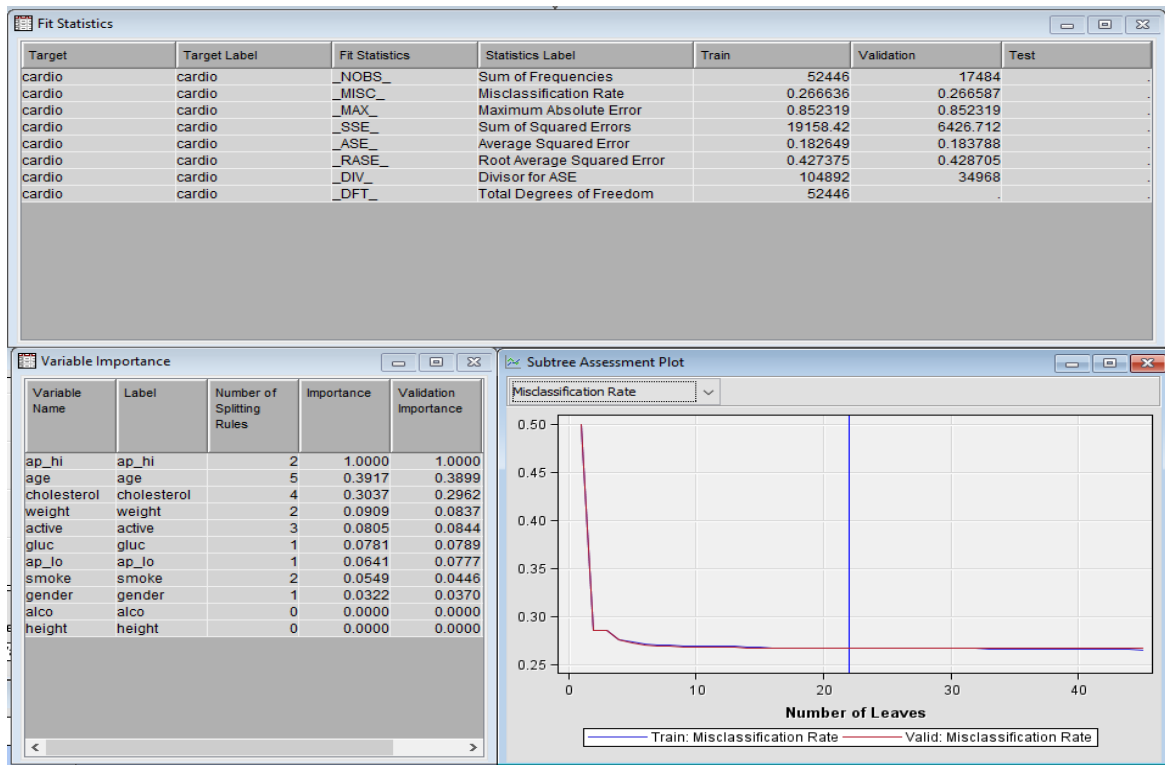 Fit Statistics
Target Target Label Fit Statistics Statistics Label Train Validation Test
cardio cardio _NOBS_ Sum of Frequencies 52446 17484 .
cardio cardio _MISC_ Misclassification Rate 0.266636 0.266587 .
cardio cardio _MAX_ Maximum Absolute Error 0.852319 0.852319 .
cardio cardio _SSE_ Sum of Squared Errors 19158.42 6426.712 .
cardio cardio _ASE_ Average Squared Error 0.182649 0.183788 .
cardio cardio _RASE_ Root Average Squared Error 0.427375 0.428705 .
cardio cardio _DIV_ Divisor for ASE 104892 34968 .
cardio cardio _DFT_ Total Degrees of Freedom 52446 . .
Variable Importance
Variable Name Label Number of Splitting Rules Importance Validation Importance
ap_hi ap_hi 2 1.0000 1.0000
age age 5 0.3917 0.3899
cholesterol cholesterol 4 0.3037 0.2962
weight weight 2 0.0909 0.0837
active active 3 0.0805 0.0844
gluc gluc 1 0.0781 0.0789
ap_lo ap_lo 1 0.0641 0.0777
smoke smoke 2 0.0549 0.0446
gender gender 1 0.0322 0.0370
alco alco 0 0.0000 0.0000
height height 0 0.0000 0.0000
Subtree Assessment Plot
Misclassification Rate
0.50
0.45
0.40
0.35
0.30
0.25
0 10 20 30 40
Number of Leaves
Train: Misclassification Rate Valid: Misclassification Rate